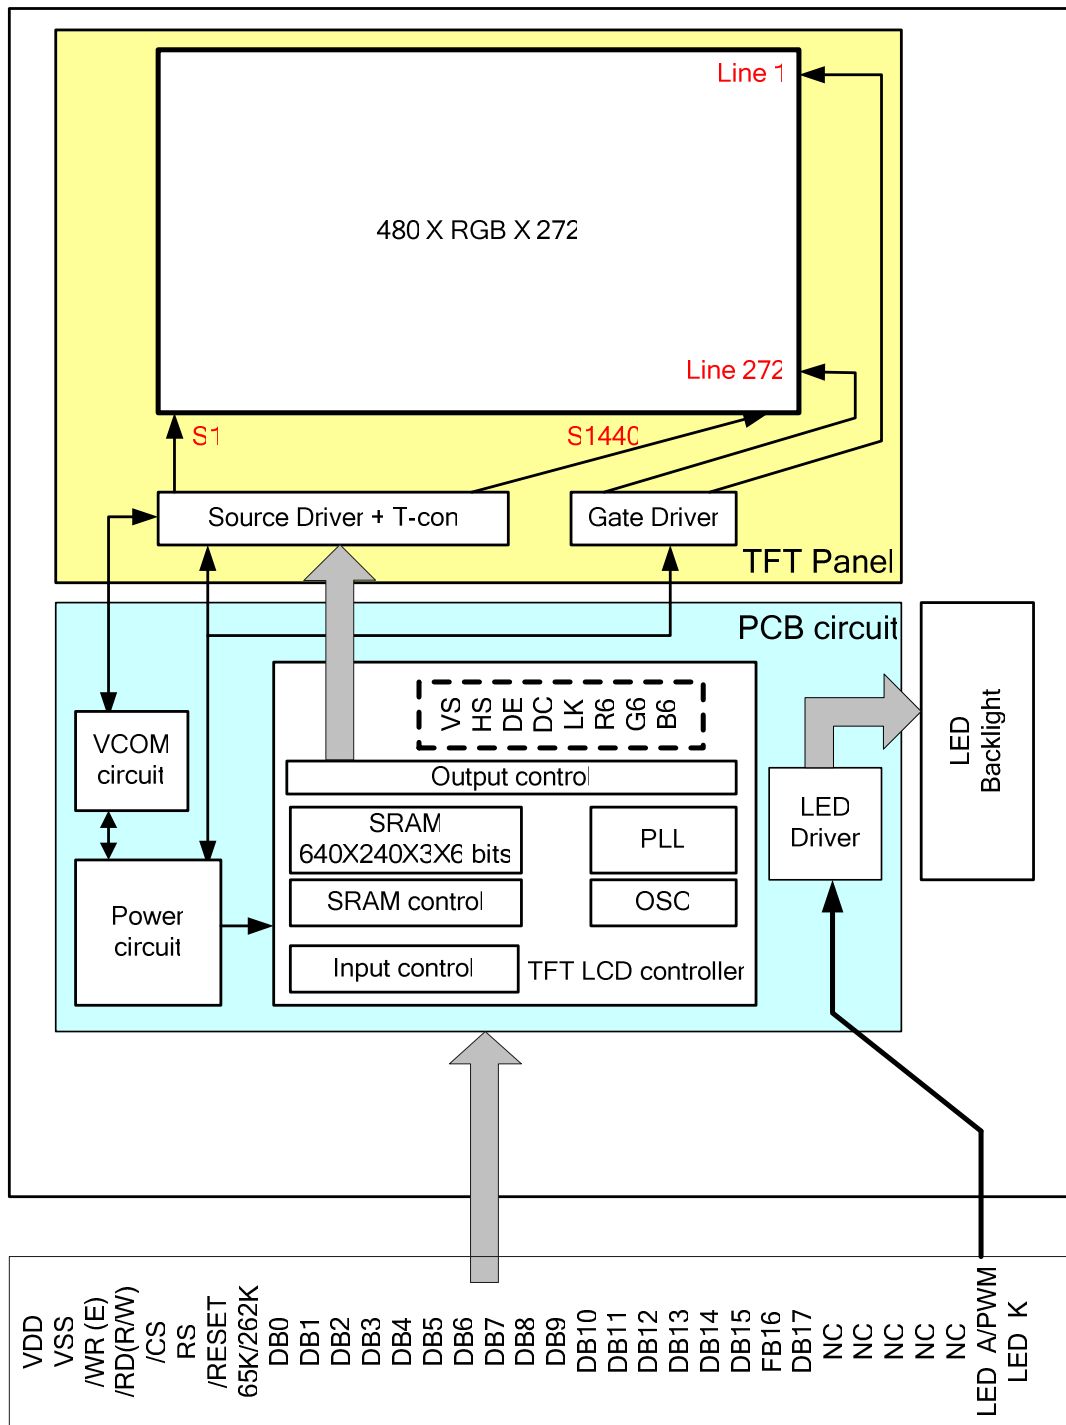 Line 1
480 X RGB X 272
Line 272
S1
S1440
Source Driver + T-con
Gate Driver
TFT Panel
PCB circuit
VS
HS
DE
DC
LK
R6
G6
B6
VCOM
circuit
Output control
LED
Driver
LED
Backlight
SRAM
640X240X3X6 bits
PLL
SRAM control
OSC
Power
circuit
Input control
TFT LCD controller
VDD
VSS
/WR (E)
/RD(R/W)
/CS
RS
/RESET
65K/262K
DB0
DB1
DB2
DB3
DB4
DB5
DB6
DB7
DB8
DB9
DB10
DB11
DB12
DB13
DB14
DB15
FB16
DB17
NC
NC
NC
NC
NC
LED A/PWM
LED K